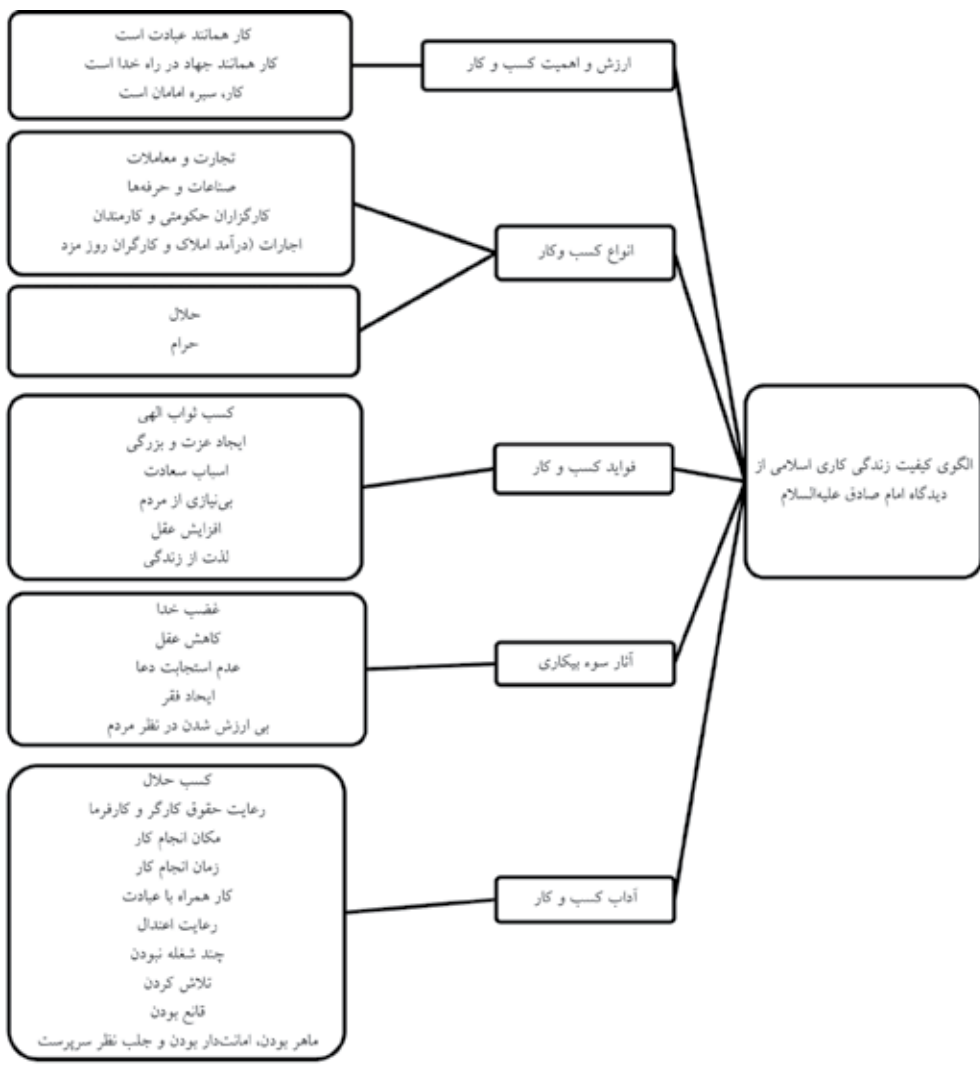 الگوی کیفیت زندگی کاری اسلامی از
دیدگاه امام صادق علیه‌السلام
ارزش و اهمیت کسب و کار
کار همانند عبادت است
کار همانند جهاد در راه خدا است
کار، سیره امامان است
انواع کسب وکار
تجارت و معاملات
صناعات و حرفه‌ها
کارگزاران حکومتی و کارمندان
اجارات (درآمد املاک و کارگران روز مزد
حلال
حرام
فواید کسب و کار
کسب ثواب الهی
ایجاد عزت و بزرگی
اسباب سعادت
بی‌نیازی از مردم
افزایش عقل
لذت از زندگی
آثار سوء بیکاری
غضب خدا
کاهش عقل
عدم استجابت دعا
ایجاد فقر
بی ارزش شدن در نظر مردم
آداب کسب و کار
کسب حلال
رعایت حقوق کارگر و کارفرما
مکان انجام کار
زمان انجام کار
کار همراه با عبادت
رعایت اعتدال
چند شغله نبودن
تلاش کردن
قانع بودن
ماهر بودن، امانت‌دار بودن و جلب نظر سرپرست